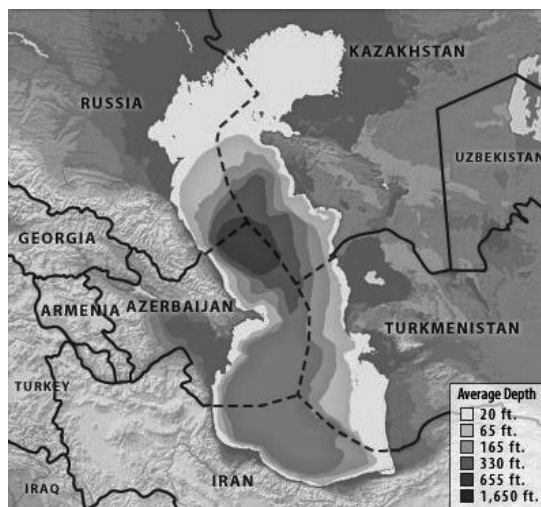 KAZAKHSTAN
RUSSIA
UZBEKISTAN
GEORGIA
ARMENIA
AZERBAIJAN
TURKMENISTAN
TURKEY
IRAN
IRAQ
Average Depth
20 ft.
65 ft.
165 ft.
330 ft.
655 ft.
1,650 ft.